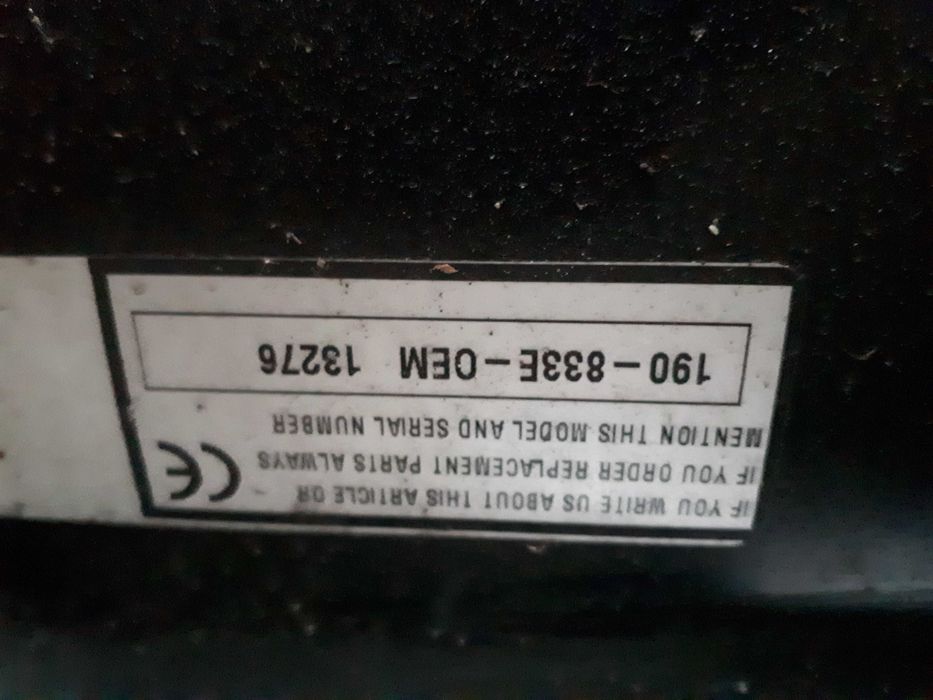 IF YOU WRITE US ABOUT THIS ARTICLE OR
IF YOU ORDER REPLACEMENT PARTS ALWAYS
MENTION THIS MODEL AND SERIAL NUMBER
CE
190-833E-OEM 13276